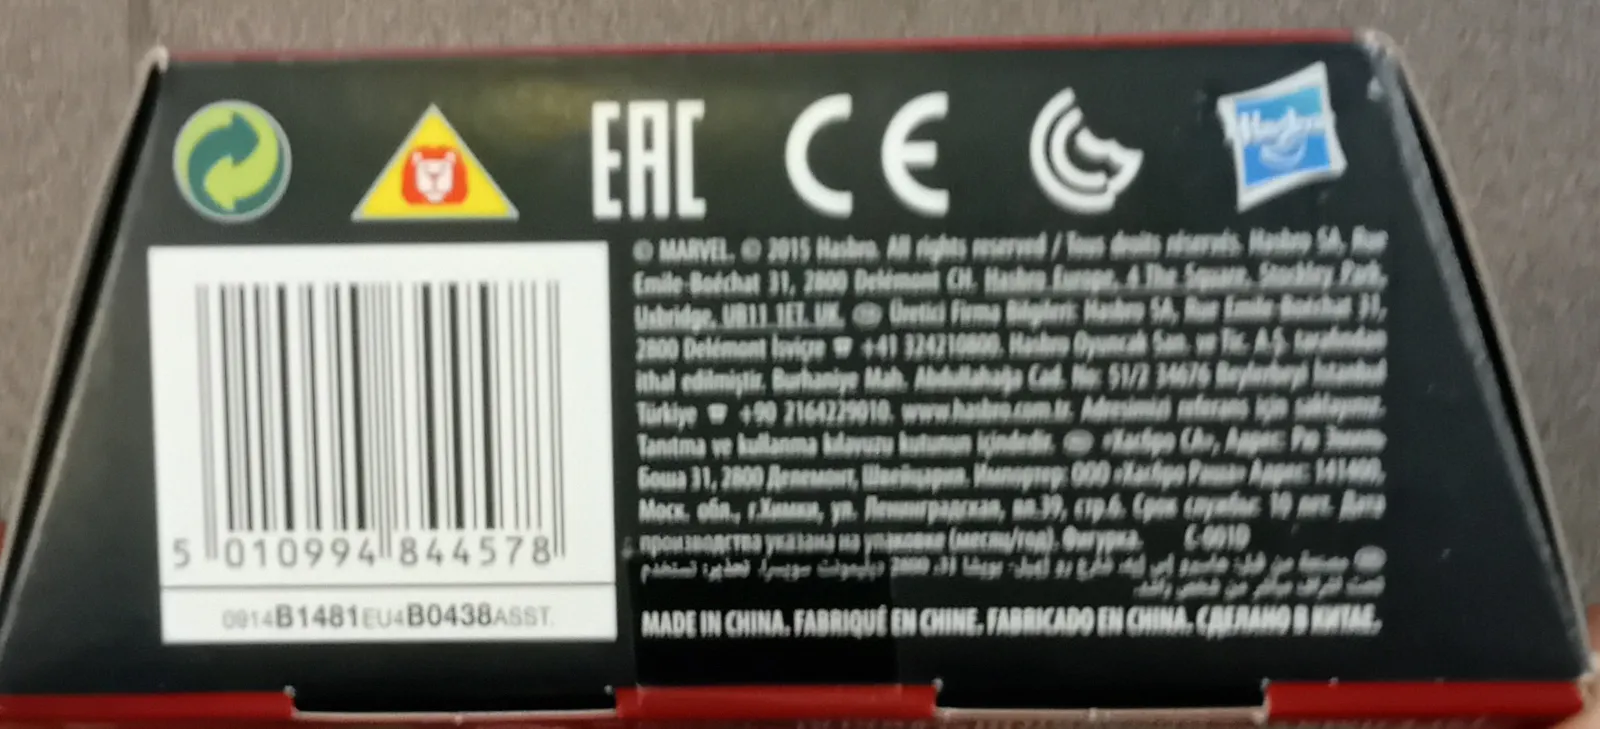 EAC CE Hasbro
© MARVEL. © 2015 Hasbro. All rights reserved / Tous droits réservés. Hasbro SA, Rue
Emile-Boéchat 31, 2800 Delémont CH. Hasbro Europe, 4 The Square, Stockley Park,
Uxbridge, UB11 1ET. UK. Üretici Firma Bilgileri: Hasbro SA, Rue Emile-Boéchat 31,
2800 Delémont İsviçre ☎ +41 324210800. Hasbro Oyuncak San. ve Tic. A.Ş. tarafından
ithal edilmiştir. Burhaniye Mah. Abdullahağa Cad. No: 51/2 34676 Beylerbeyi İstanbul
Türkiye ☎ +90 2164229010. www.hasbro.com.tr. Adresimizi referans için saklayınız.
Tanıtma ve kullanma kılavuzu kutunun içindedir. «Хасбро СА», Адрес: Рю Эмиль
Боша 31, 2800 Делемонт, Швейцария. Импортер: ООО «Хасбро Раша» Адрес: 141400,
Моск. обл., г.Химки, ул. Ленинградская, вл.39, стр.6. Срок службы: 10 лет. Дата
производства указана на упаковке (месяц/год). Фигурка. C-001D
MADE IN CHINA. FABRIQUÉ EN CHINE. FABRICADO EN CHINA. СДЕЛАНО В КИТАЕ.
5 010994 844578
0914B1481EU4B0438ASST.